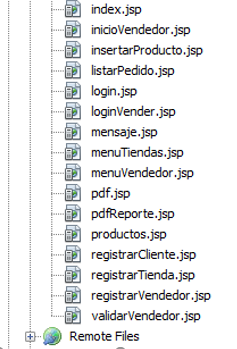 index.jsp
inicioVendedor.jsp
insertarProducto.jsp
listarPedido.jsp
login.jsp
loginVender.jsp
mensaje.jsp
menuTiendas.jsp
menuVendedor.jsp
pdf.jsp
pdfReporte.jsp
productos.jsp
registrarCliente.jsp
registrarTienda.jsp
registrarVendedor.jsp
validarVendedor.jsp
Remote Files